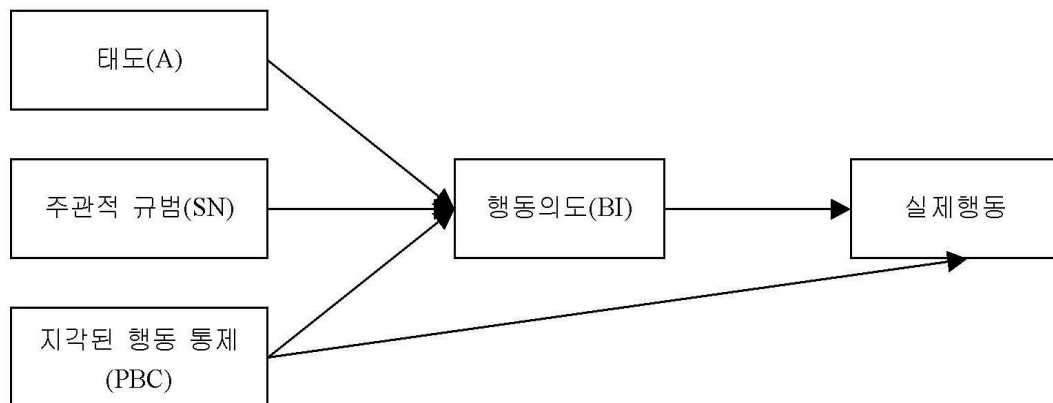 태도(A)
주관적 규범(SN)
행동의도(BI)
실제행동
지각된 행동 통제
(PBC)